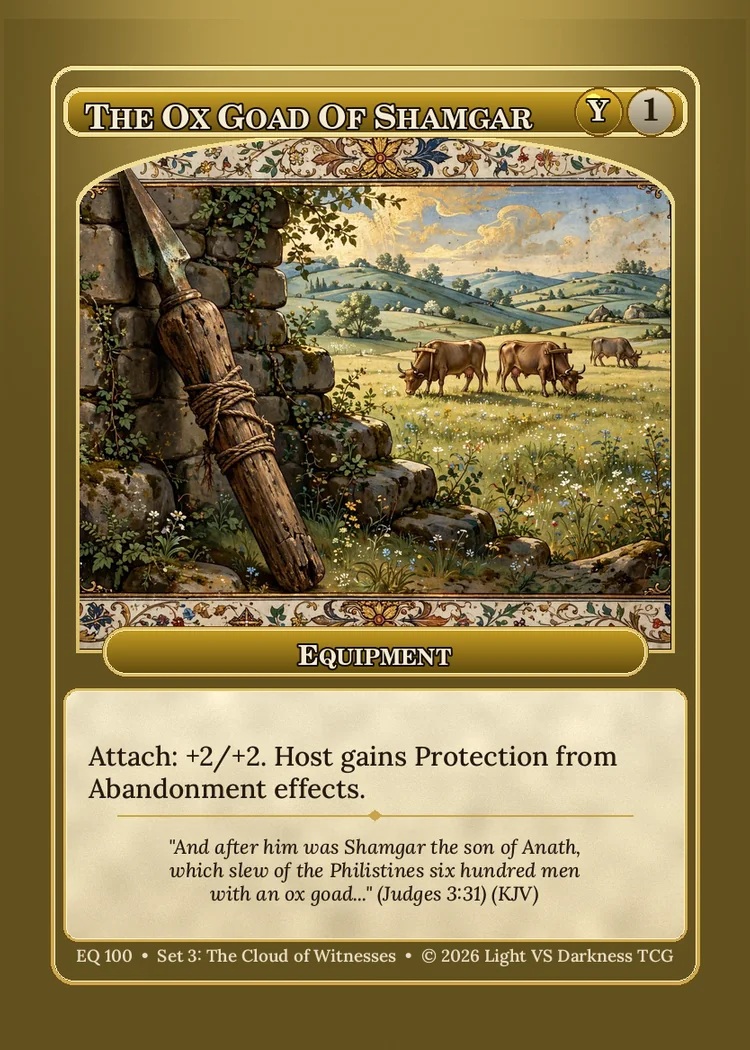 The Ox Goad Of Shamgar Y 1
Equipment
Attach: +2/+2. Host gains Protection from
Abandonment effects.
"And after him was Shamgar the son of Anath,
which slew of the Philistines six hundred men
with an ox goad..." (Judges 3:31) (KJV)
EQ 100 • Set 3: The Cloud of Witnesses • © 2026 Light VS Darkness TCG